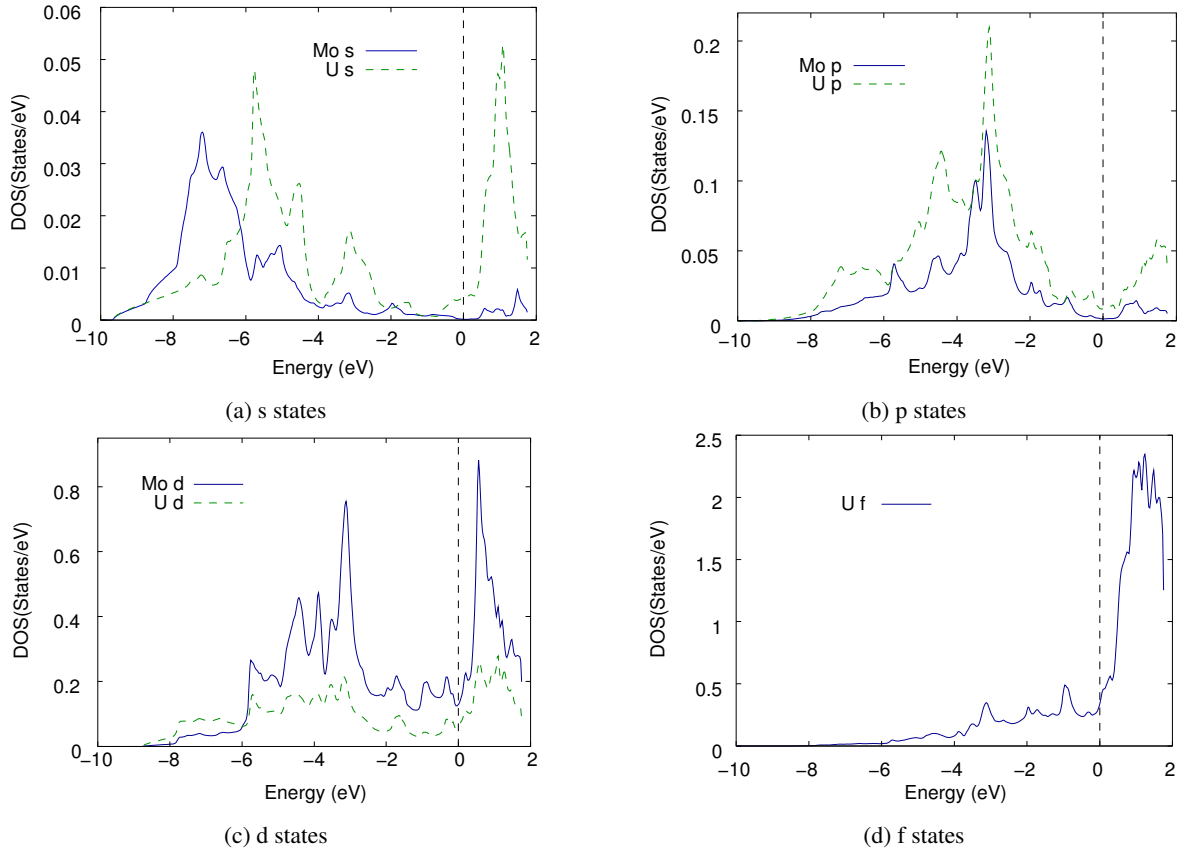 0.06
0.05
0.04
0.03
0.02
0.01
0
DOS(States/eV)
Mo s
U s
−10 −8 −6 −4 −2 0 2
Energy (eV)
(a) s states
0.2
0.15
0.1
0.05
0
DOS(States/eV)
Mo p
U p
−10 −8 −6 −4 −2 0 2
Energy (eV)
(b) p states
0.8
0.6
0.4
0.2
0
DOS(States/eV)
Mo d
U d
−10 −8 −6 −4 −2 0 2
Energy (eV)
(c) d states
2.5
2
1.5
1
0.5
0
DOS(States/eV)
U f
−10 −8 −6 −4 −2 0 2
Energy (eV)
(d) f states